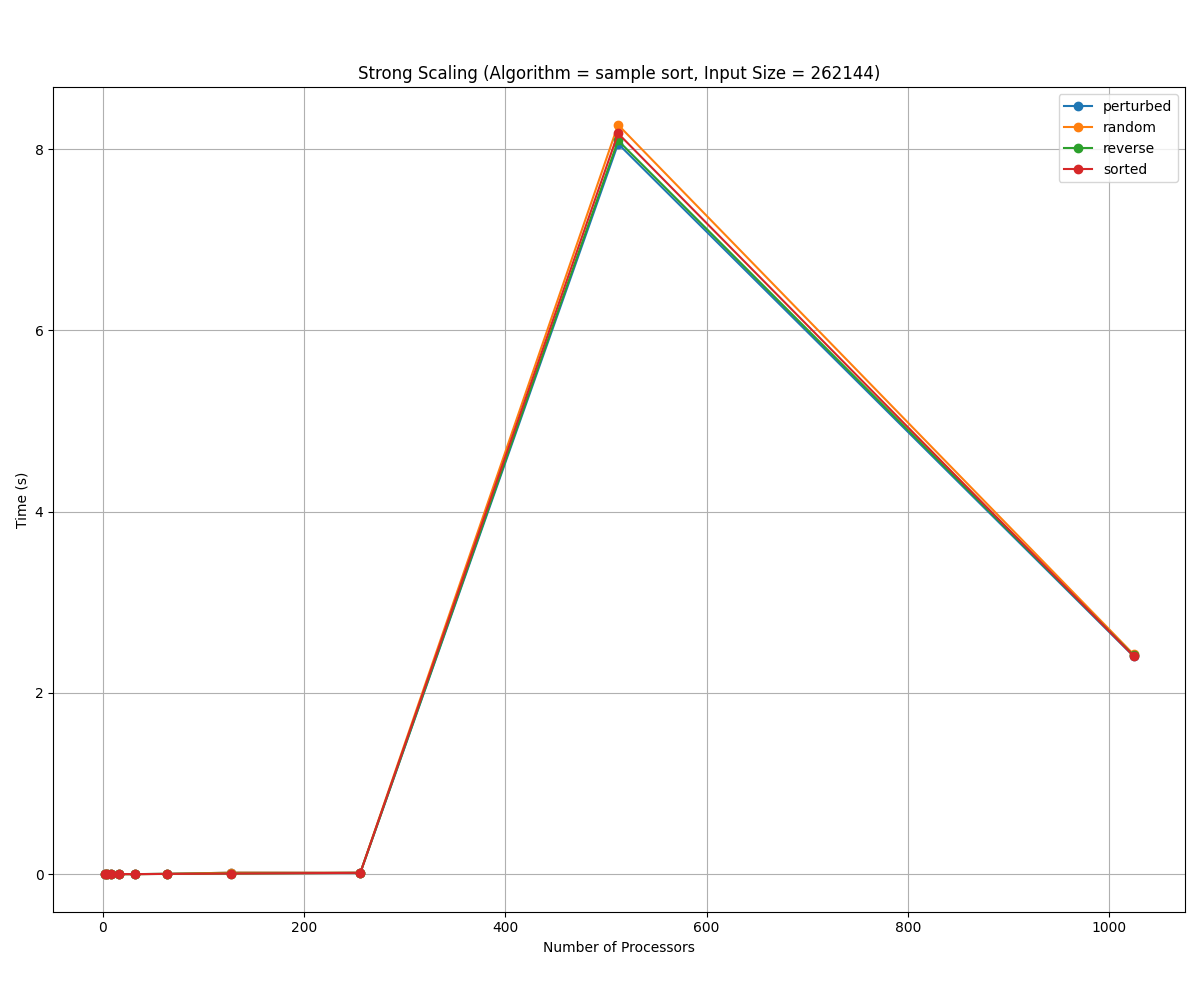 Strong Scaling (Algorithm = sample sort, Input Size = 262144)
perturbed
random
reverse
sorted
8
6
4
2
0
Time (s)
0 200 400 600 800 1000
Number of Processors